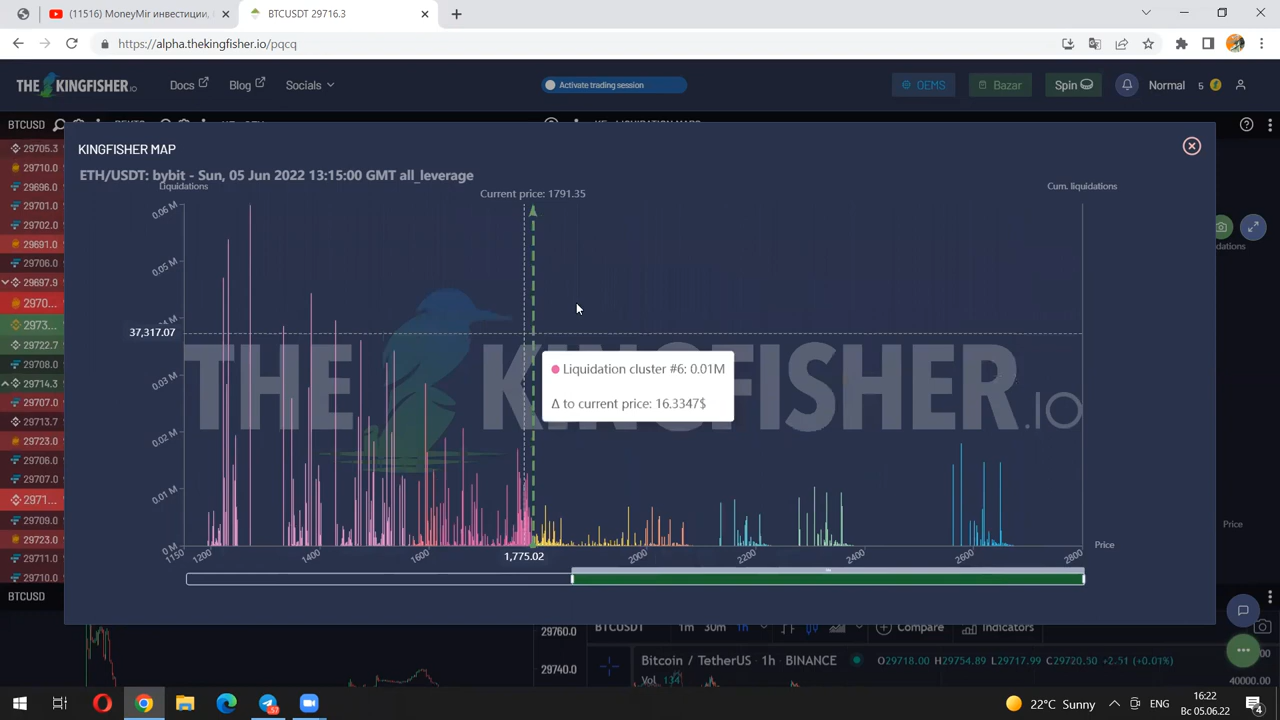 (11516) MoneyMir инвестиции,
BTCUSDT 29716.3
https://alpha.thekingfisher.io/pqcq
THE KINGFISHER.IO
Docs
Blog
Socials
Activate trading session
OEMS
Bazar
Spin
Normal
5
BTCUSD
29705.3
29710.0
29696.0
29701.0
29702.0
29691.0
29706.0
29697.9
2970...
2973...
29722.7
29708.0
29714.3
29707.0
29713.7
29723.0
29706.0
29707.0
2971...
29709.0
29723.0
29711.0
29710.0
BTCUSD
KINGFISHER MAP
ETH/USDT: bybit - Sun, 05 Jun 2022 13:15:00 GMT all_leverage
Liquidations
Current price: 1791.35
Cum. liquidations
0.06 M
0.05 M
37,317.07
0.03 M
0.02 M
0.01 M
0 M
THE KINGFISHER.IO
Liquidation cluster #6: 0.01M
Δ to current price: 16.3347$
1150
1200
1400
1600
1,775.02
2000
2200
2400
2600
2800
Price
Price
29760.0
29740.0
BTCUSDT
1m
30m
1h
Compare
Indicators
Bitcoin / TetherUS · 1h · BINANCE
O29718.00 H29754.89 L29717.99 C29720.50 +2.51 (+0.01%)
Vol 134
40000.00
22°C Sunny
ENG
16:22
Вс 05.06.22
4
57